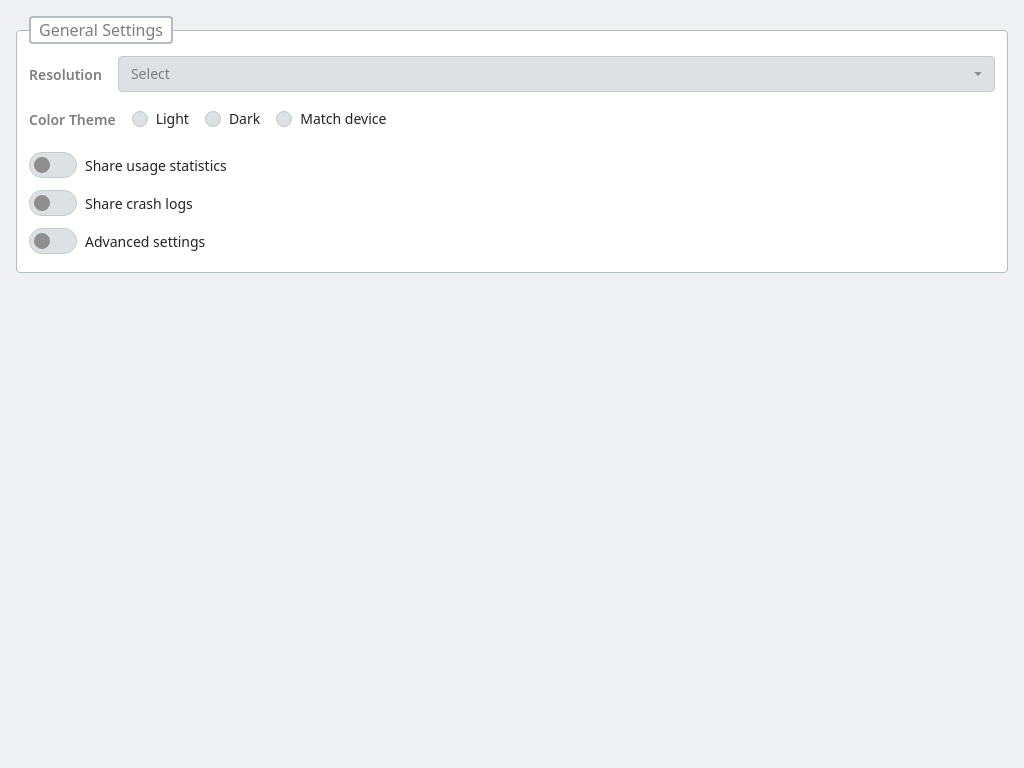 General Settings
Resolution Select
Color Theme Light Dark Match device
Share usage statistics
Share crash logs
Advanced settings